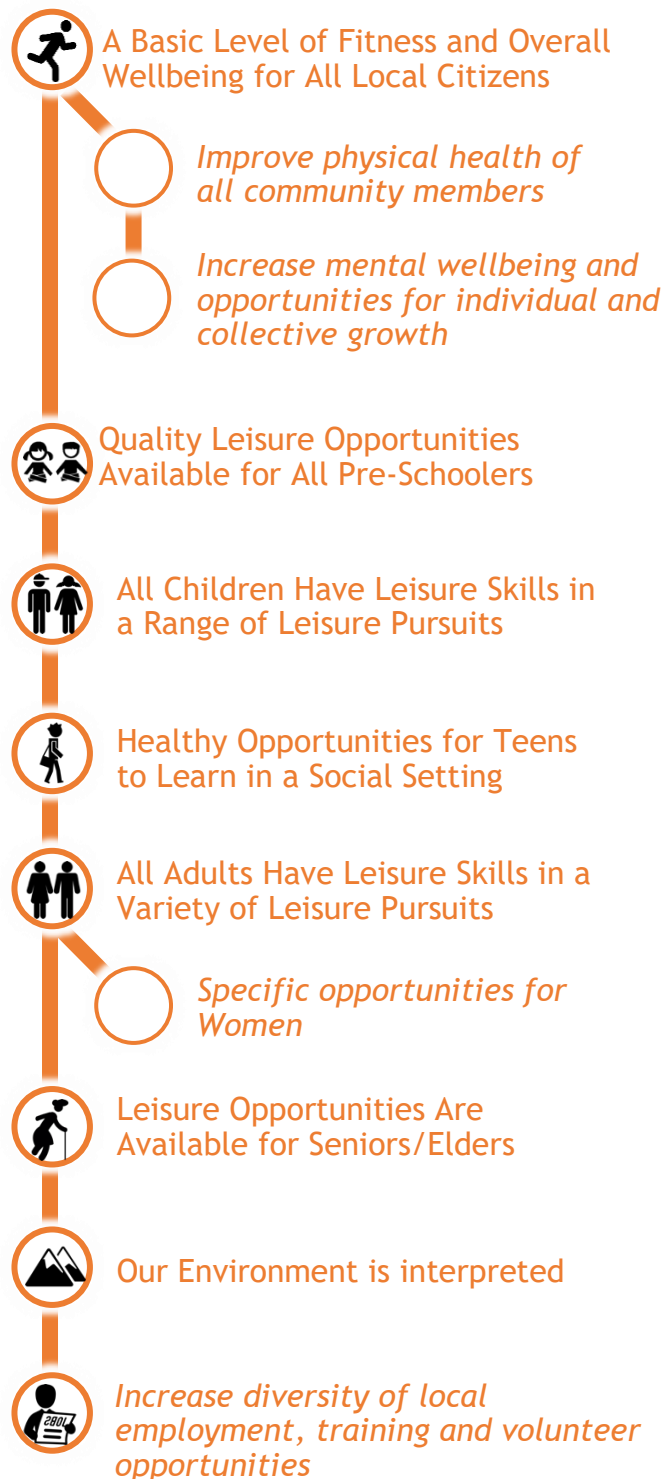 A Basic Level of Fitness and Overall
Wellbeing for All Local Citizens
Improve physical health of
all community members
Increase mental wellbeing and
opportunities for individual and
collective growth
Quality Leisure Opportunities
Available for All Pre-Schoolers
All Children Have Leisure Skills in
a Range of Leisure Pursuits
Healthy Opportunities for Teens
to Learn in a Social Setting
All Adults Have Leisure Skills in a
Variety of Leisure Pursuits
Specific opportunities for
Women
Leisure Opportunities Are
Available for Seniors/Elders
Our Environment is interpreted
JOBS
Increase diversity of local
employment, training and volunteer
opportunities